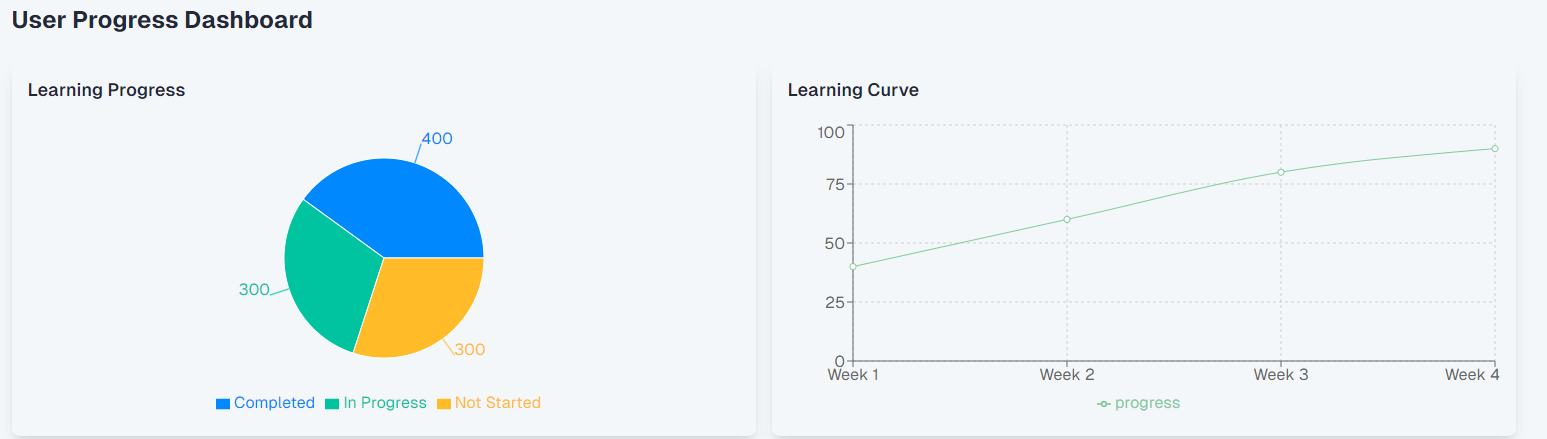 User Progress Dashboard
Learning Progress
400
300
300
Completed In Progress Not Started
Learning Curve
100
75
50
25
0
Week 1 Week 2 Week 3 Week 4
progress